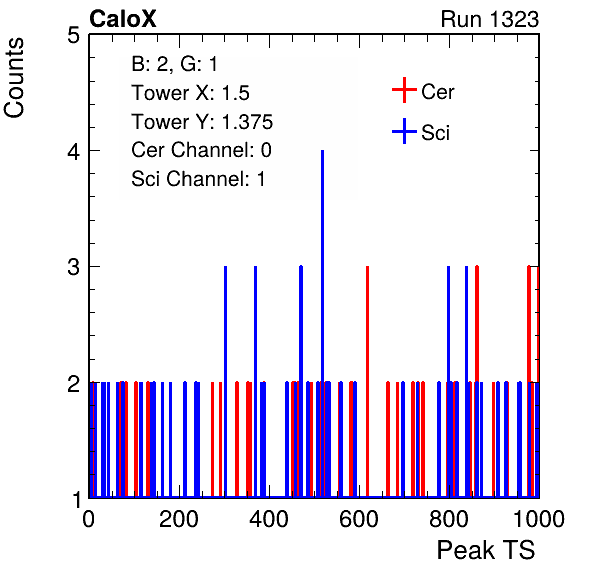 CaloX Run 1323
Counts
B: 2, G: 1
Tower X: 1.5
Tower Y: 1.375
Cer Channel: 0
Sci Channel: 1
Cer
Sci
5
4
3
2
1
0 200 400 600 800 1000
Peak TS